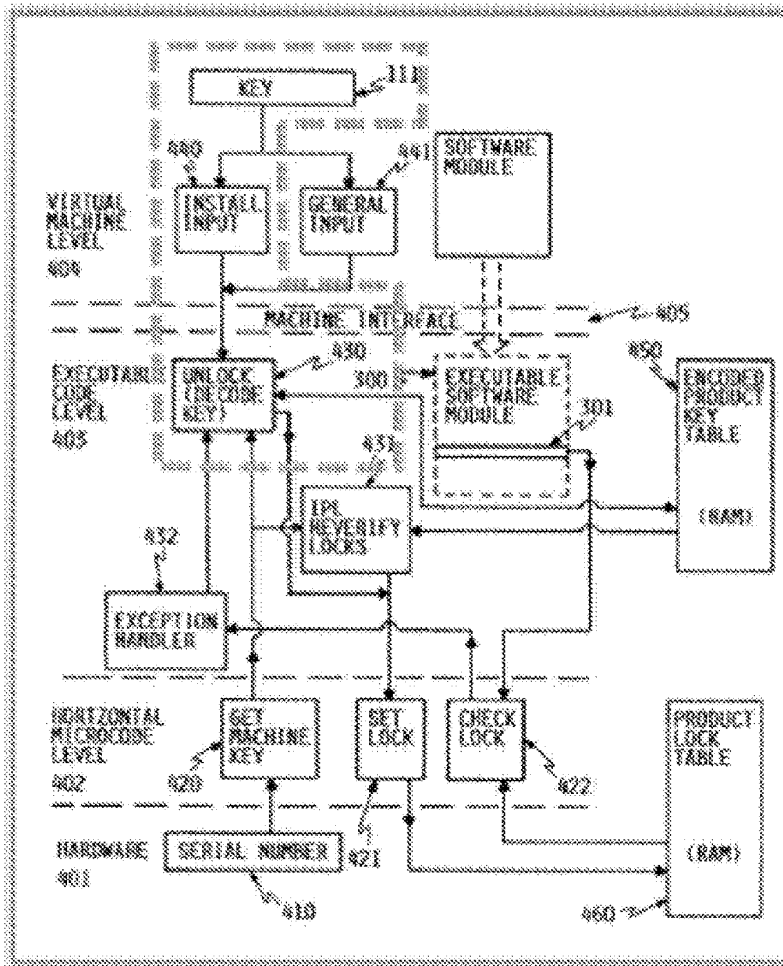 KEY
111
440
441
INSTALL
INPUT
GENERAL
INPUT
SOFTWARE
MODULE
VIRTUAL
MACHINE
LEVEL
404
MACHINE INTERFACE
405
430
UNLOCK
(DECODE
KEY)
300
EXECUTABLE
SOFTWARE
MODULE
301
450
ENCODED
PRODUCT
KEY
TABLE
(RAM)
EXECUTABLE
CODE
LEVEL
403
431
IPL
REVERIFY
LOCKS
432
EXCEPTION
HANDLER
HORIZONTAL
MICROCODE
LEVEL
402
GET
MACHINE
KEY
420
SET
LOCK
421
CHECK
LOCK
422
PRODUCT
LOCK
TABLE
(RAM)
460
HARDWARE
401
SERIAL NUMBER
410